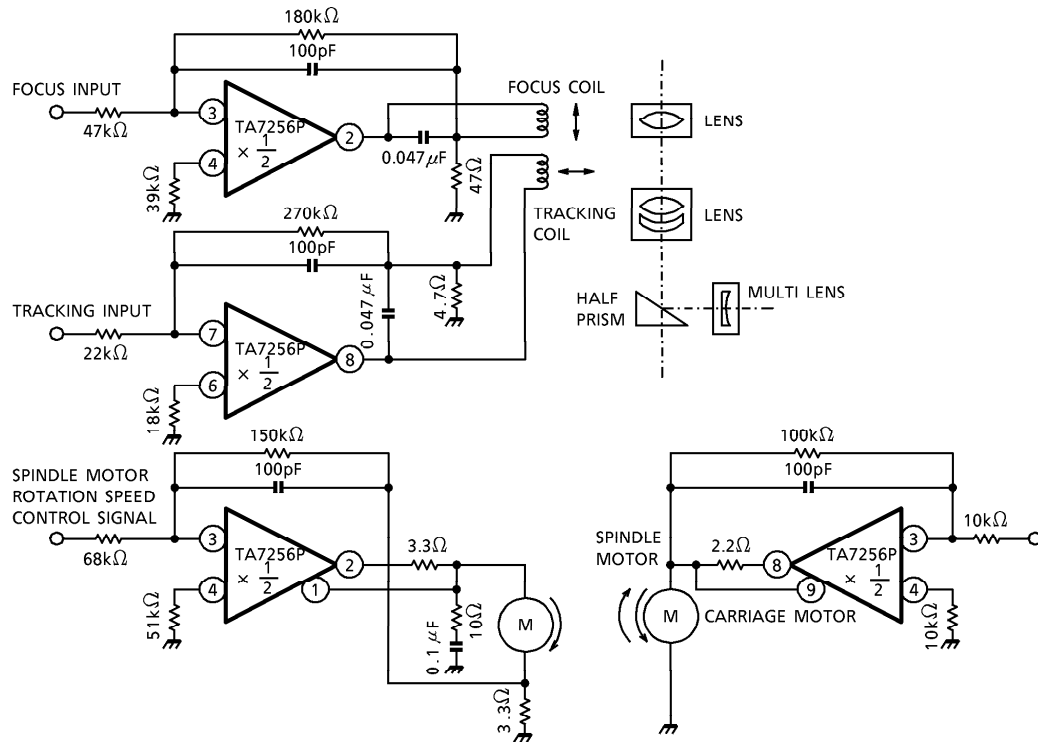 180kΩ
100pF
FOCUS INPUT
47kΩ
3
TA7256P
× 1/2
2
4
39kΩ
0.047μF
47Ω
FOCUS COIL
TRACKING
COIL
LENS
LENS
HALF
PRISM
MULTI LENS
270kΩ
100pF
TRACKING INPUT
22kΩ
7
TA7256P
× 1/2
8
6
18kΩ
0.047μF
4.7Ω
150kΩ
100pF
SPINDLE MOTOR
ROTATION SPEED
CONTROL SIGNAL
68kΩ
3
TA7256P
× 1/2
2
1
4
51kΩ
3.3Ω
10Ω
0.1μF
M
3.3Ω
SPINDLE
MOTOR
100kΩ
100pF
2.2Ω
8
TA7256P
× 1/2
3
10kΩ
9
4
10kΩ
M
CARRIAGE MOTOR